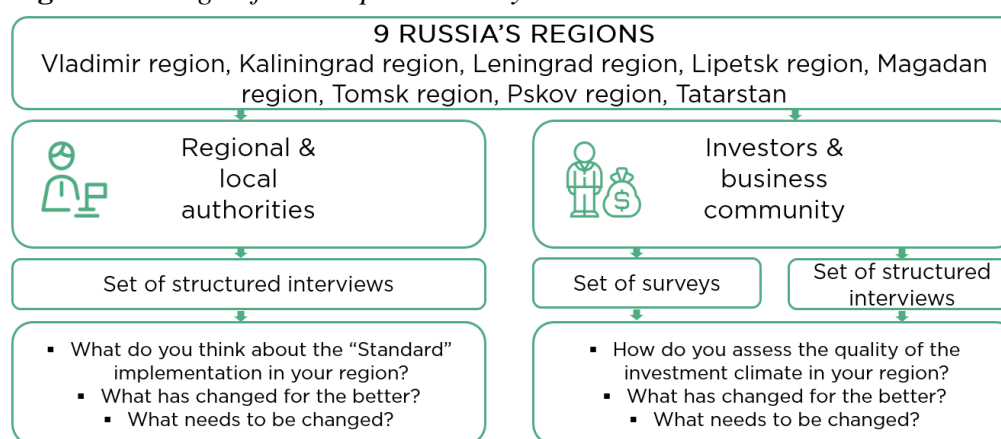 9 RUSSIA'S REGIONS
Vladimir region, Kaliningrad region, Leningrad region, Lipetsk region, Magadan
region, Tomsk region, Pskov region, Tatarstan
Regional &
local
authorities
Investors &
business
community
Set of structured interviews
Set of surveys
Set of structured
interviews
▪ What do you think about the “Standard”
implementation in your region?
▪ What has changed for the better?
▪ What needs to be changed?
▪ How do you assess the quality of the
investment climate in your region?
▪ What has changed for the better?
▪ What needs to be changed?